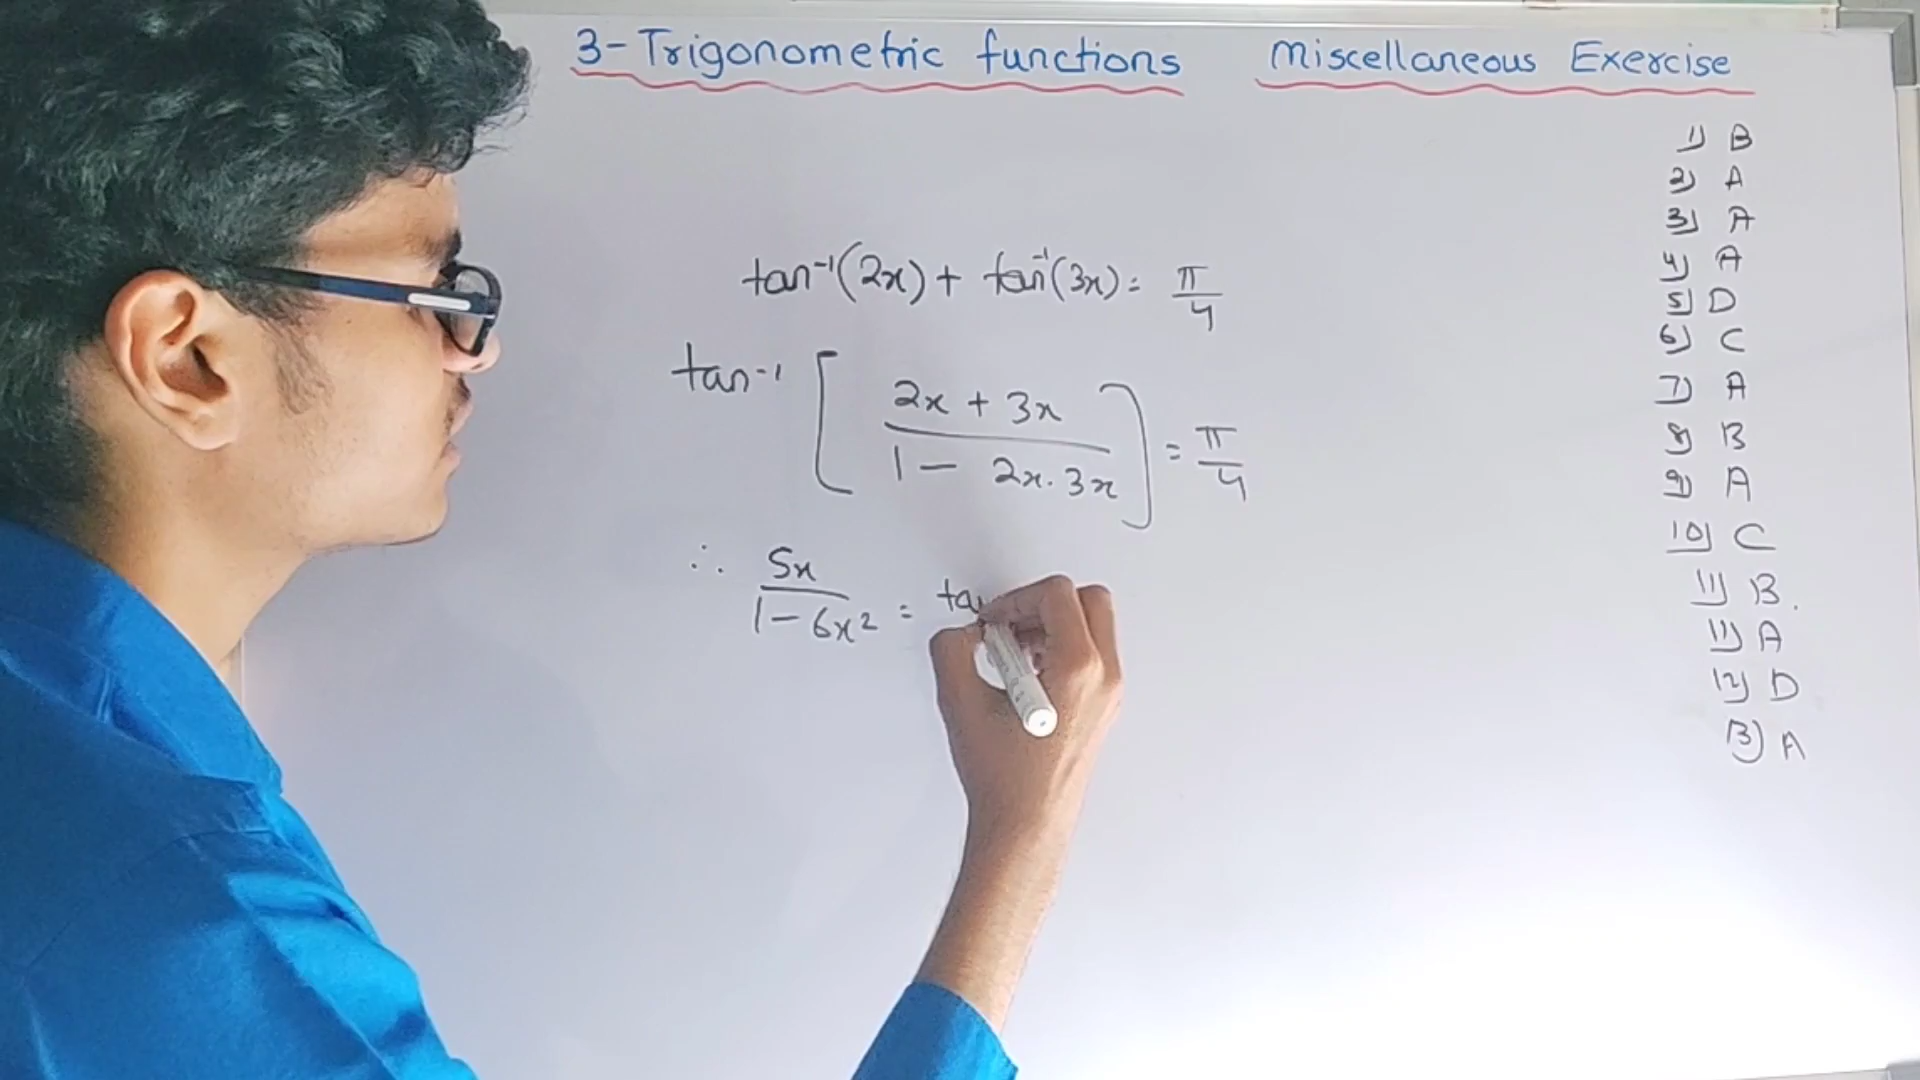 3-Trigonometric functions Miscellaneous Exercise
tan⁻¹(2x) + tan⁻¹(3x) = π/4
tan⁻¹ [ (2x + 3x)/(1 - 2x.3x) ] = π/4
∴ 5x/(1 - 6x²) = ta
1) B
2) A
3) A
4) A
5) D
6) C
7) A
8) B
9) A
10) C
11) B.
11) A
12) D
13) A